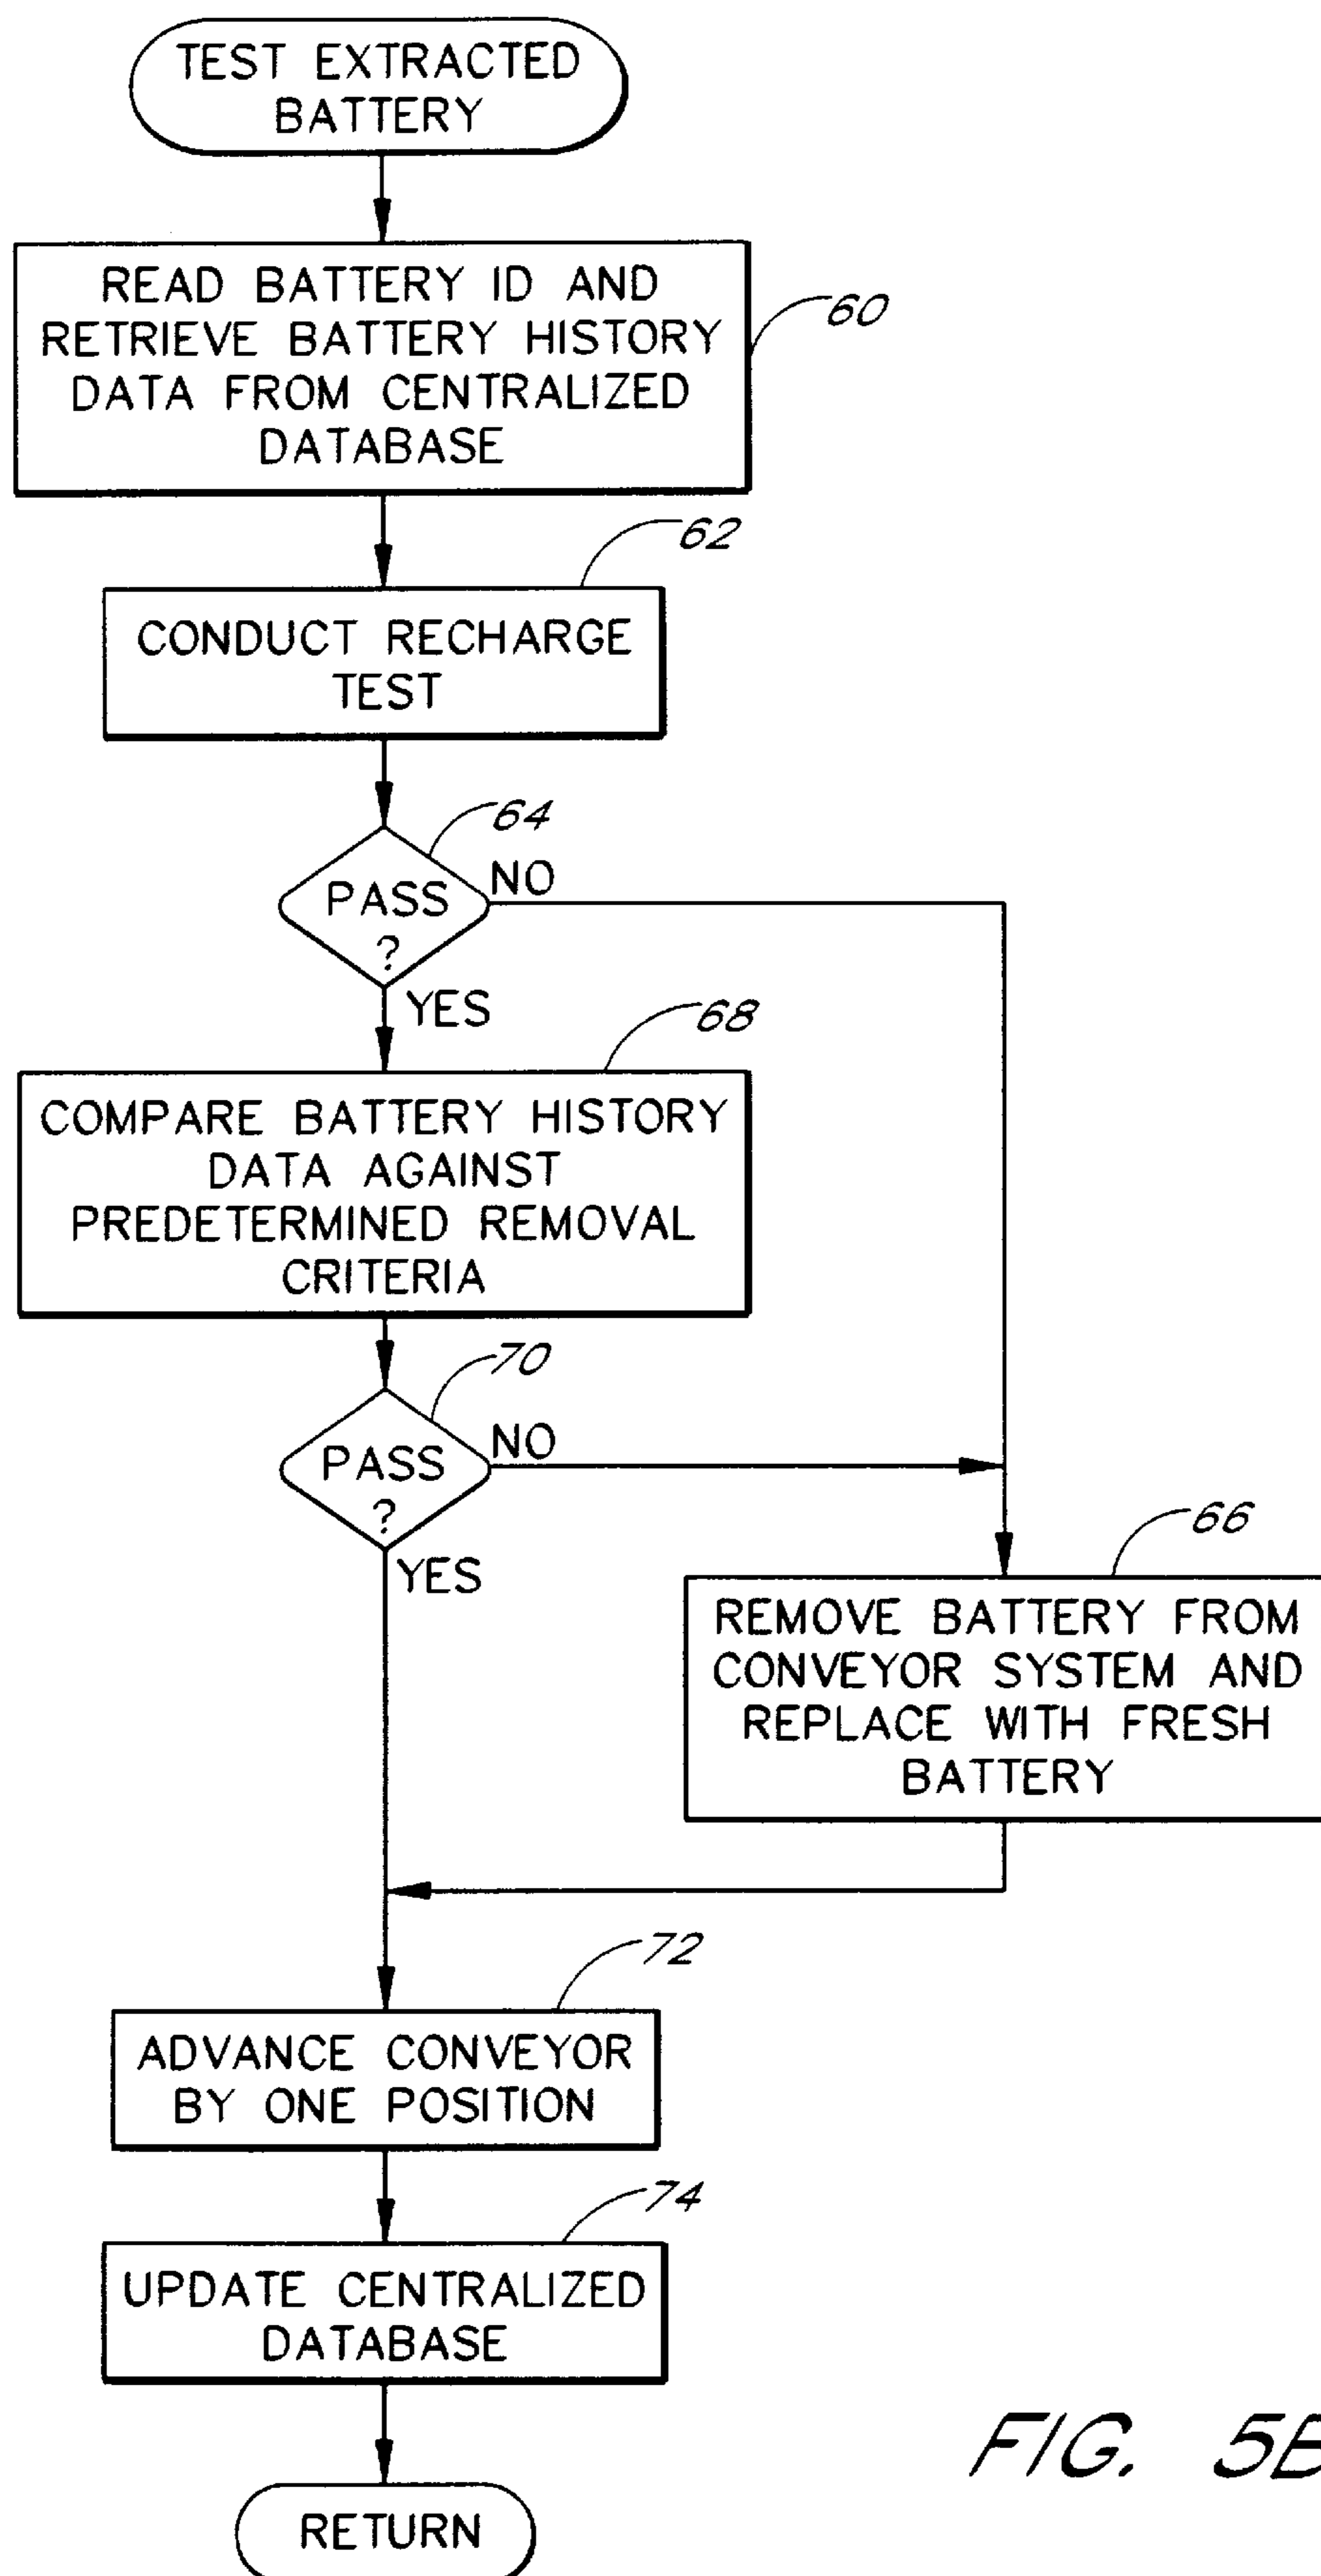 TEST EXTRACTED
BATTERY
READ BATTERY ID AND
RETRIEVE BATTERY HISTORY
DATA FROM CENTRALIZED
DATABASE
60
62
CONDUCT RECHARGE
TEST
64
PASS
?
NO
YES
68
COMPARE BATTERY HISTORY
DATA AGAINST
PREDETERMINED REMOVAL
CRITERIA
70
PASS
?
NO
YES
66
REMOVE BATTERY FROM
CONVEYOR SYSTEM AND
REPLACE WITH FRESH
BATTERY
72
ADVANCE CONVEYOR
BY ONE POSITION
74
UPDATE CENTRALIZED
DATABASE
RETURN
FIG. 5B